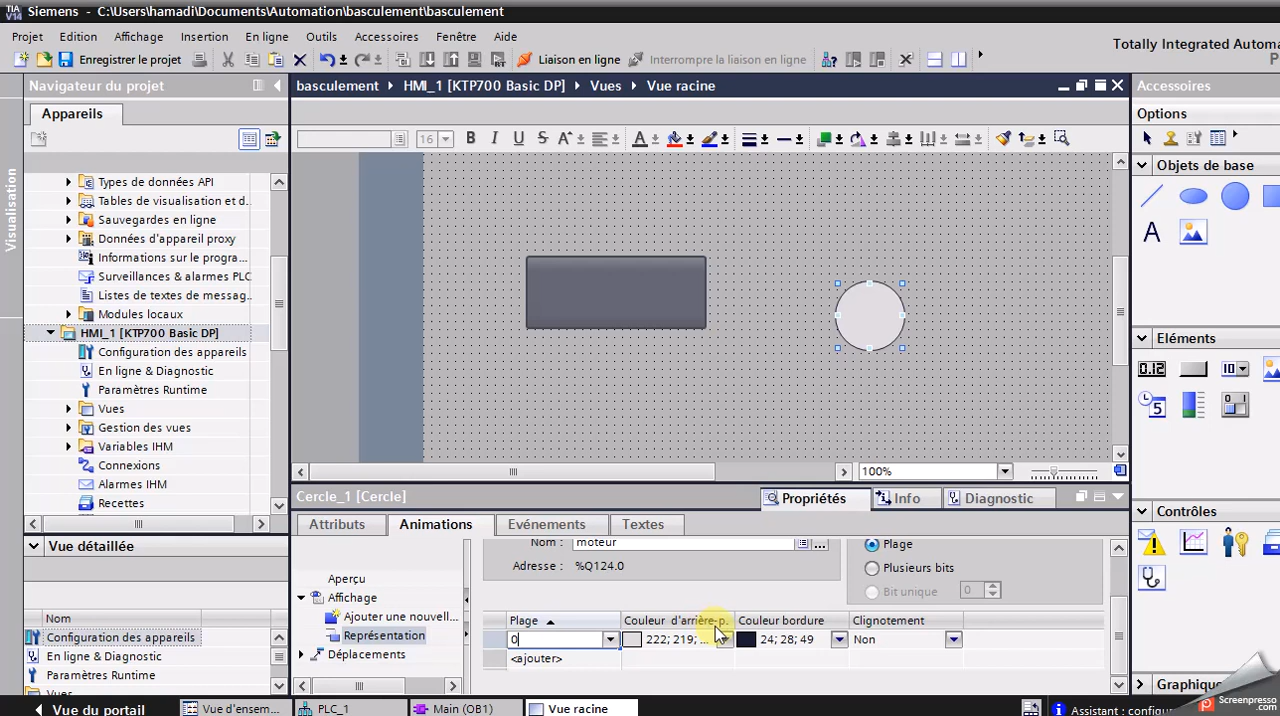 TIA V14 Siemens - C:\Users\hamadi\Documents\Automation\basculement\basculement
Projet Edition Affichage Insertion En ligne Outils Accessoires Fenêtre Aide
Totally Integrated Automa
Enregistrer le projet Liaison en ligne Interrompre la liaison en ligne
Navigateur du projet
basculement HMI_1 [KTP700 Basic DP] Vues Vue racine
Accessoires
Appareils
Options
16
Visualisation
Objets de base
Types de données API
Tables de visualisation et d...
Sauvegardes en ligne
Données d'appareil proxy
Informations sur le progra...
Surveillances & alarmes PLC
Listes de textes de messag...
Modules locaux
HMI_1 [KTP700 Basic DP]
Configuration des appareils
En ligne & Diagnostic
Paramètres Runtime
Vues
Gestion des vues
Variables IHM
Connexions
Alarmes IHM
Recettes
Eléments
100%
Cercle_1 [Cercle]
Propriétés Info Diagnostic
Contrôles
Attributs Animations Evénements Textes
Aperçu
Affichage
Ajouter une nouvell...
Représentation
Déplacements
Nom : moteur
Adresse : %Q124.0
Plage
Plusieurs bits
Bit unique 0
Plage Couleur d'arrière-p. Couleur bordure Clignotement
0 222; 219; ... 24; 28; 49 Non
<ajouter>
Vue détaillée
Nom
Configuration des appareils
En ligne & Diagnostic
Paramètres Runtime
Vues
Graphique
Vue du portail Vue d'ensem... PLC_1 Main (OB1) Vue racine
Assistant : configu
Screenpresso